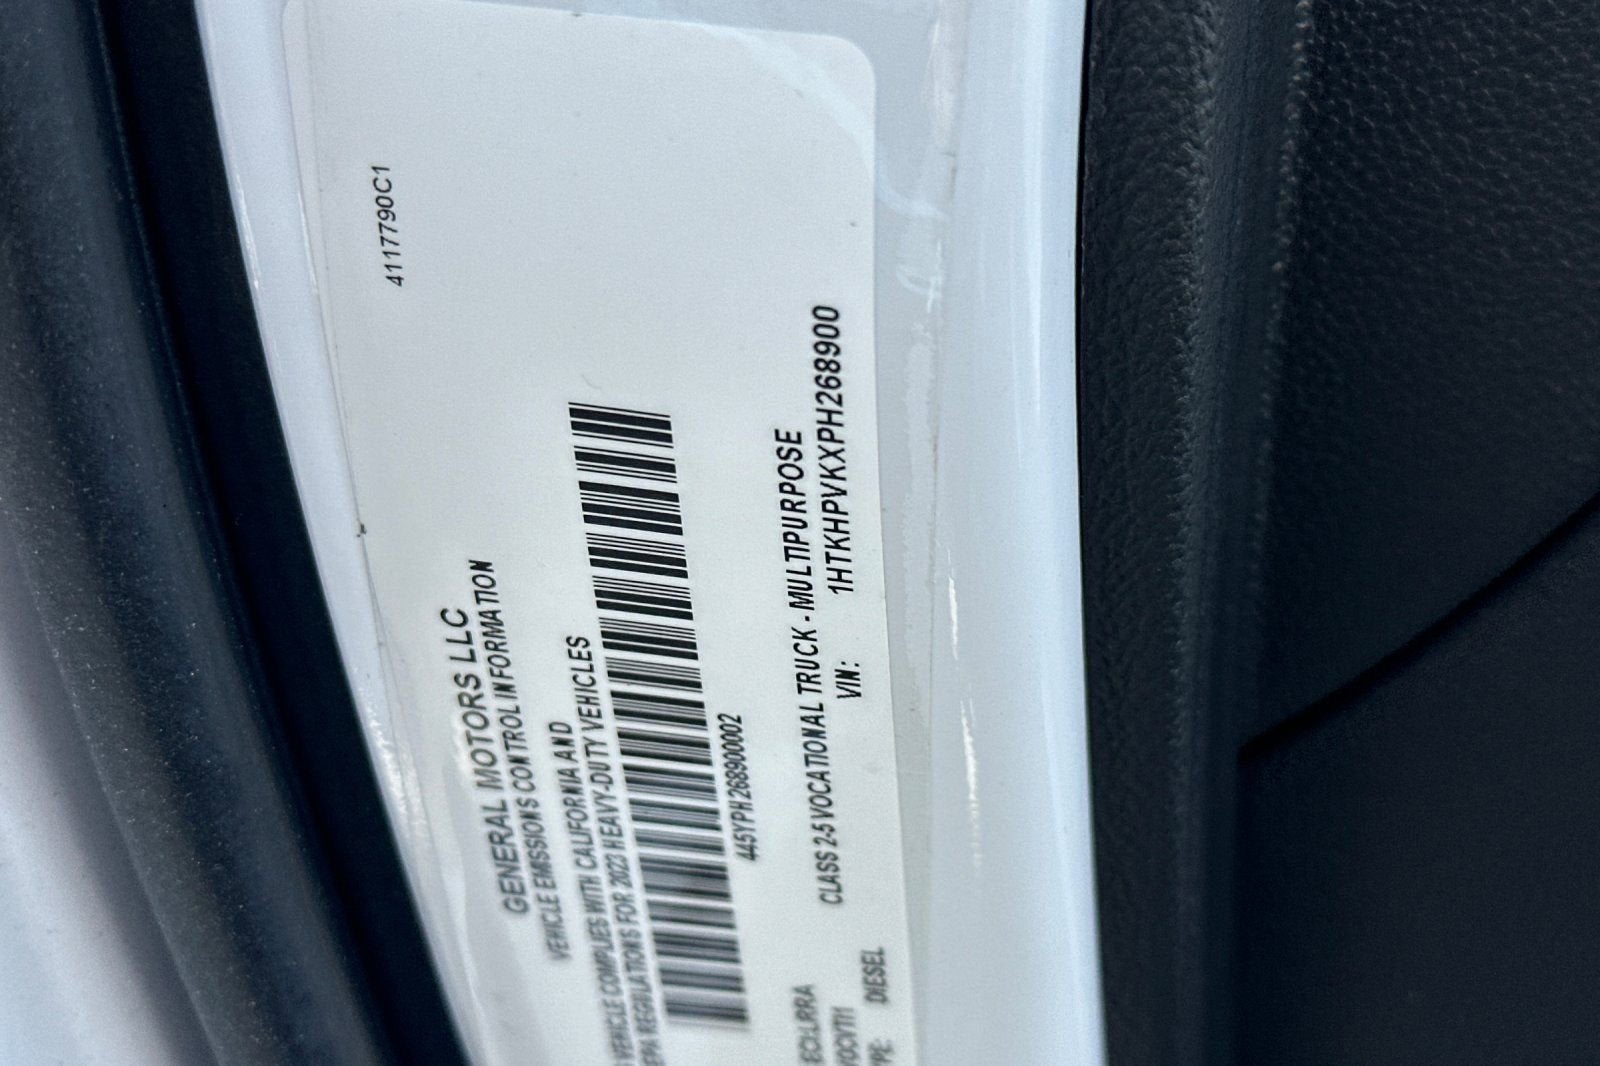 4117790C1
GENERAL MOTORS LLC
VEHICLE EMISSIONS CONTROL INFORMATION
VEHICLE COMPLIES WITH CALIFORNIA AND
EPA REGULATIONS FOR 2023 HEAVY-DUTY VEHICLES
445YPH268900002
CLASS 2-5 VOCATIONAL TRUCK - MULTIPURPOSE
VIN: 1HTKHPVKXPH268900
DIESEL